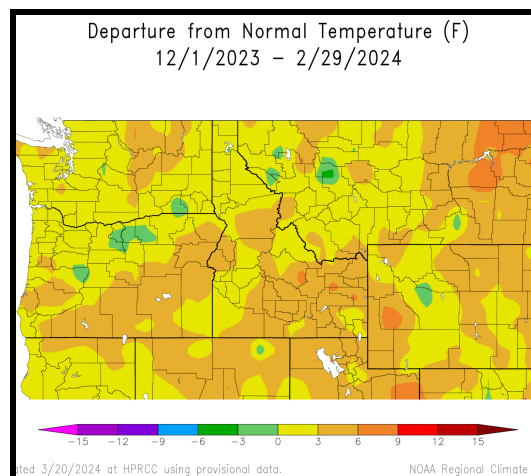 Departure from Normal Temperature (F)
12/1/2023 – 2/29/2024
-15 -12 -9 -6 -3 0 3 6 9 12 15
ated 3/20/2024 at HPRCC using provisional data. NOAA Regional Climate